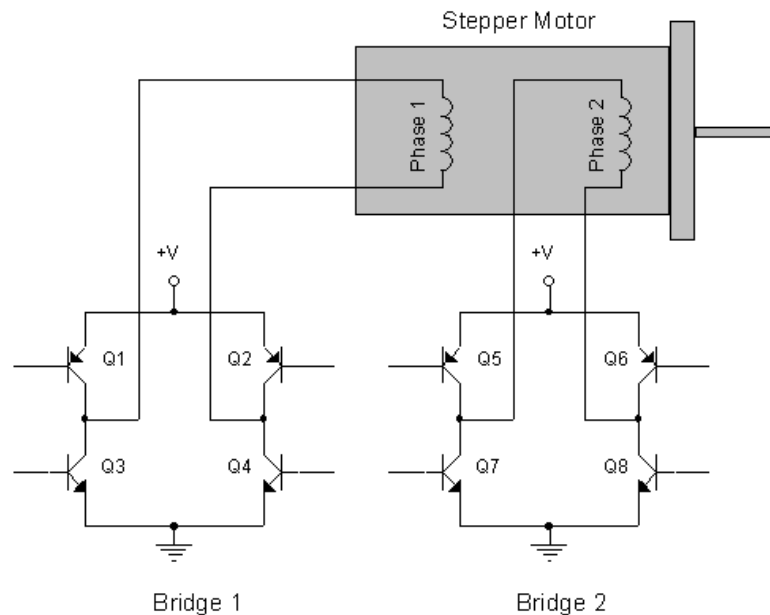 Stepper Motor
Phase 1
Phase 2
+V
+V
Q1
Q2
Q5
Q6
Q3
Q4
Q7
Q8
Bridge 1
Bridge 2